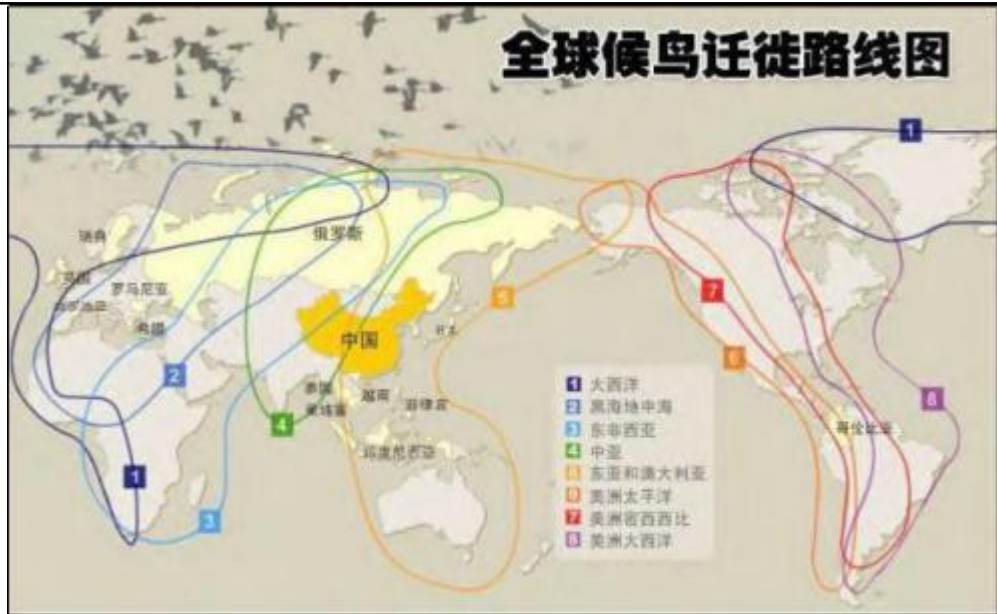 全球候鸟迁徙路线图
1
瑞典
俄罗斯
英国
罗马尼亚
希腊
5
7
中国
日本
6
2
泰国
越南
菲律宾
柬埔寨
4
印度尼西亚
哥伦比亚
8
1
3
1 大西洋
2 黑海地中海
3 东非西亚
4 中亚
5 东亚和澳大利亚
6 美洲太平洋
7 美洲密西西比
8 美洲大西洋